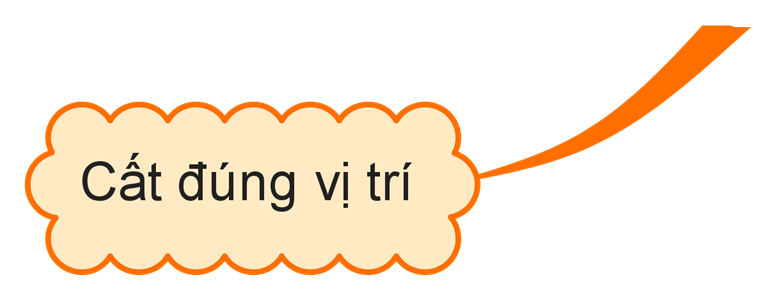 Cất đúng vị trí